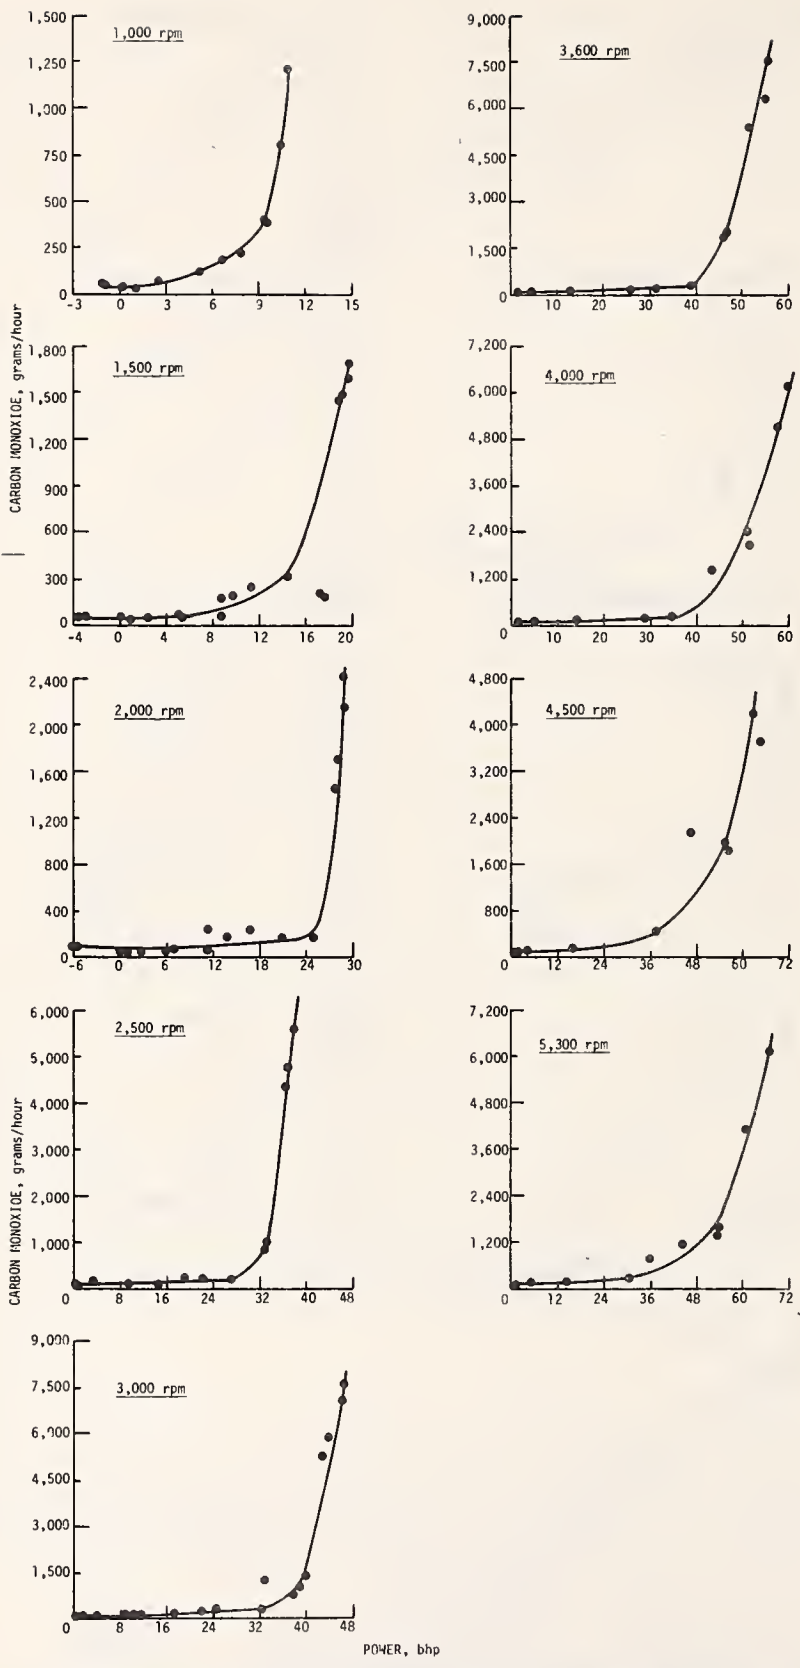 1,000 rpm
1,500
1,250
1,000
750
500
250
0
-3 0 3 6 9 12 15
3,600 rpm
9,000
7,500
6,000
4,500
3,000
1,500
0
10 20 30 40 50 60
CARBON MONOXIDE, grams/hour
1,500 rpm
1,800
1,500
1,200
900
600
300
0
-4 0 4 8 12 16 20
4,000 rpm
7,200
6,000
4,800
3,600
2,400
1,200
0
10 20 30 40 50 60
2,000 rpm
2,400
2,000
1,600
1,200
800
400
0
-6 0 6 12 18 24 30
4,500 rpm
4,800
4,000
3,200
2,400
1,600
800
0 12 24 36 48 60 72
CARBON MONOXIDE, grams/hour
2,500 rpm
6,000
5,000
4,000
3,000
2,000
1,000
0 8 16 24 32 40 48
5,300 rpm
7,200
6,000
4,800
3,600
2,400
1,200
0 12 24 36 48 60 72
3,000 rpm
9,000
7,500
6,000
4,500
3,000
1,500
0 8 16 24 32 40 48
POWER, bhp